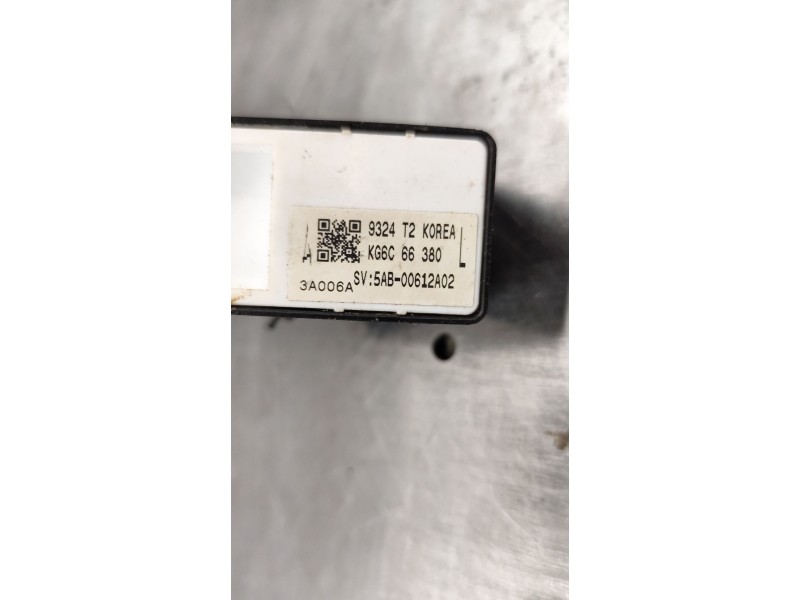 9324 T2 KOREA
A KG6C 66 380 L
SV:5AB-00612A02
3A006A